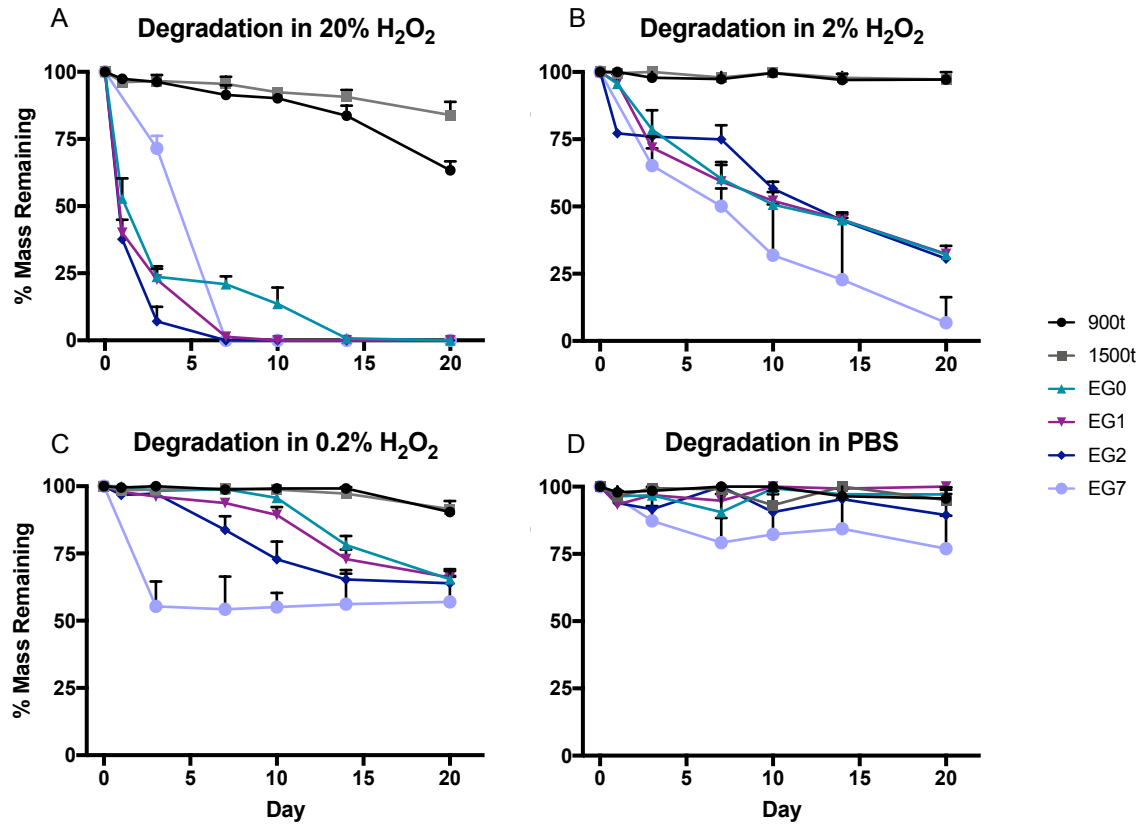 A
Degradation in 20% H₂O₂
100
75
50
25
0
% Mass Remaining
0 5 10 15 20
B
Degradation in 2% H₂O₂
100
75
50
25
0
0 5 10 15 20
900t
1500t
EG0
EG1
EG2
EG7
C
Degradation in 0.2% H₂O₂
100
75
50
25
0
% Mass Remaining
0 5 10 15 20
Day
D
Degradation in PBS
100
75
50
25
0
0 5 10 15 20
Day